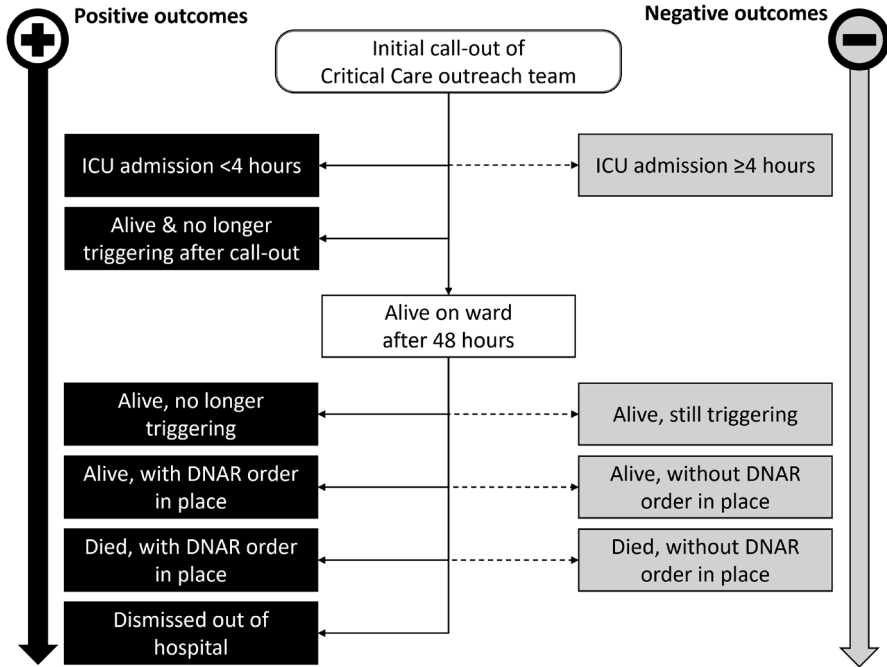 Positive outcomes
Negative outcomes
Initial call-out of
Critical Care outreach team
ICU admission <4 hours
ICU admission ≥4 hours
Alive & no longer
triggering after call-out
Alive on ward
after 48 hours
Alive, no longer
triggering
Alive, still triggering
Alive, with DNAR order
in place
Alive, without DNAR
order in place
Died, with DNAR order
in place
Died, without DNAR
order in place
Dismissed out of
hospital